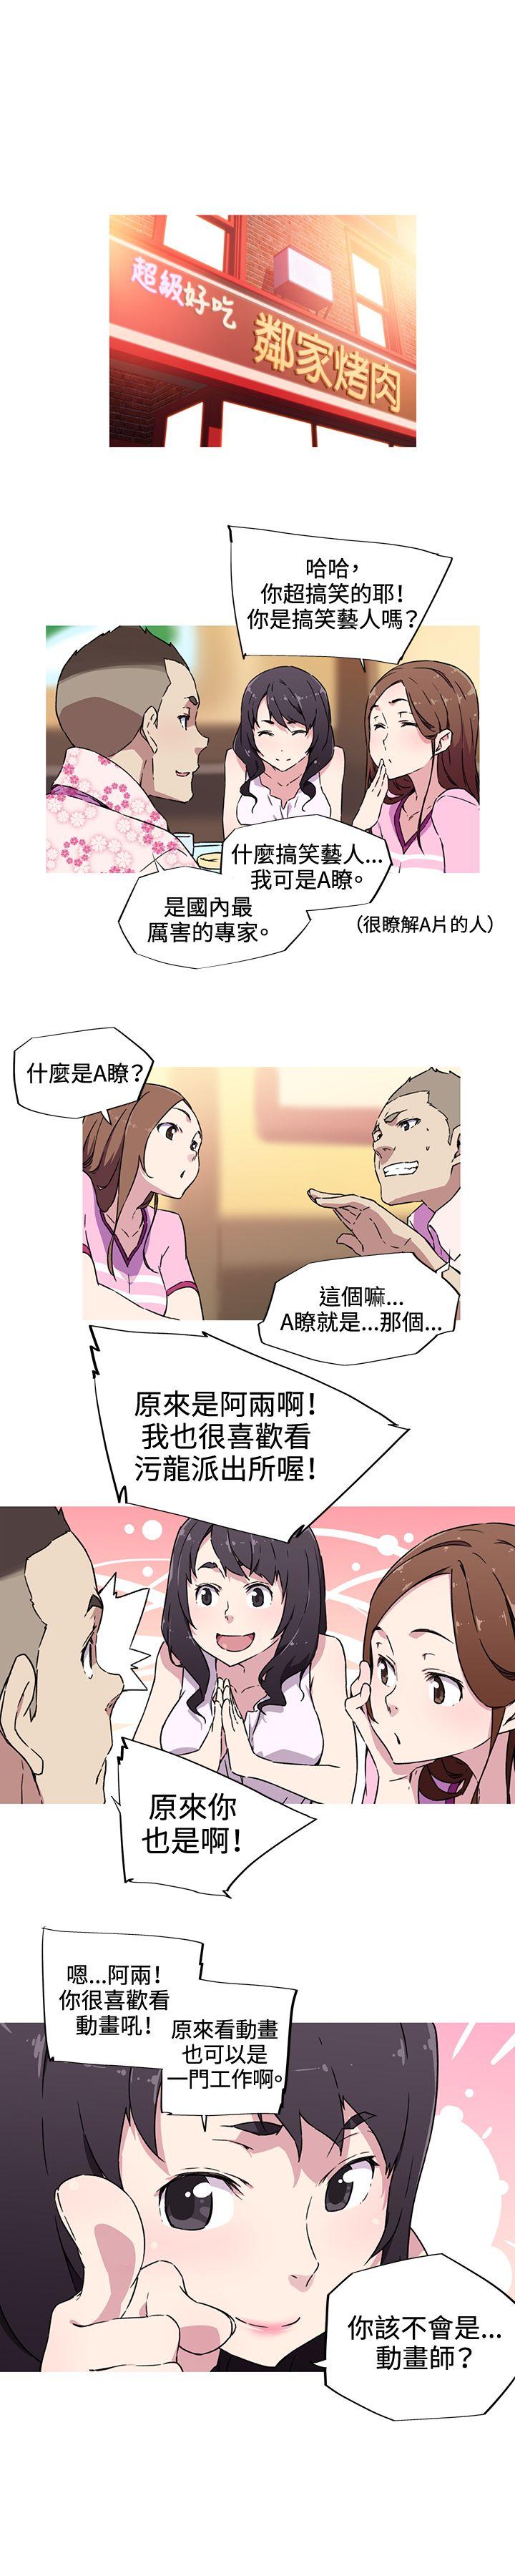 超級好吃
鄰家烤肉
哈哈，
你超搞笑的耶！
你是搞笑藝人嗎？
什麼搞笑藝人…
我可是A瞭。
是國內最
厲害的專家。
（很瞭解A片的人）
什麼是A瞭？
這個嘛…
A瞭就是…那個…
原來是阿兩啊！
我也很喜歡看
污龍派出所喔！
原來你
也是啊！
嗯…阿兩！
你很喜歡看
動畫吼！
原來看動畫
也可以是
一門工作啊。
你該不會是…
動畫師？